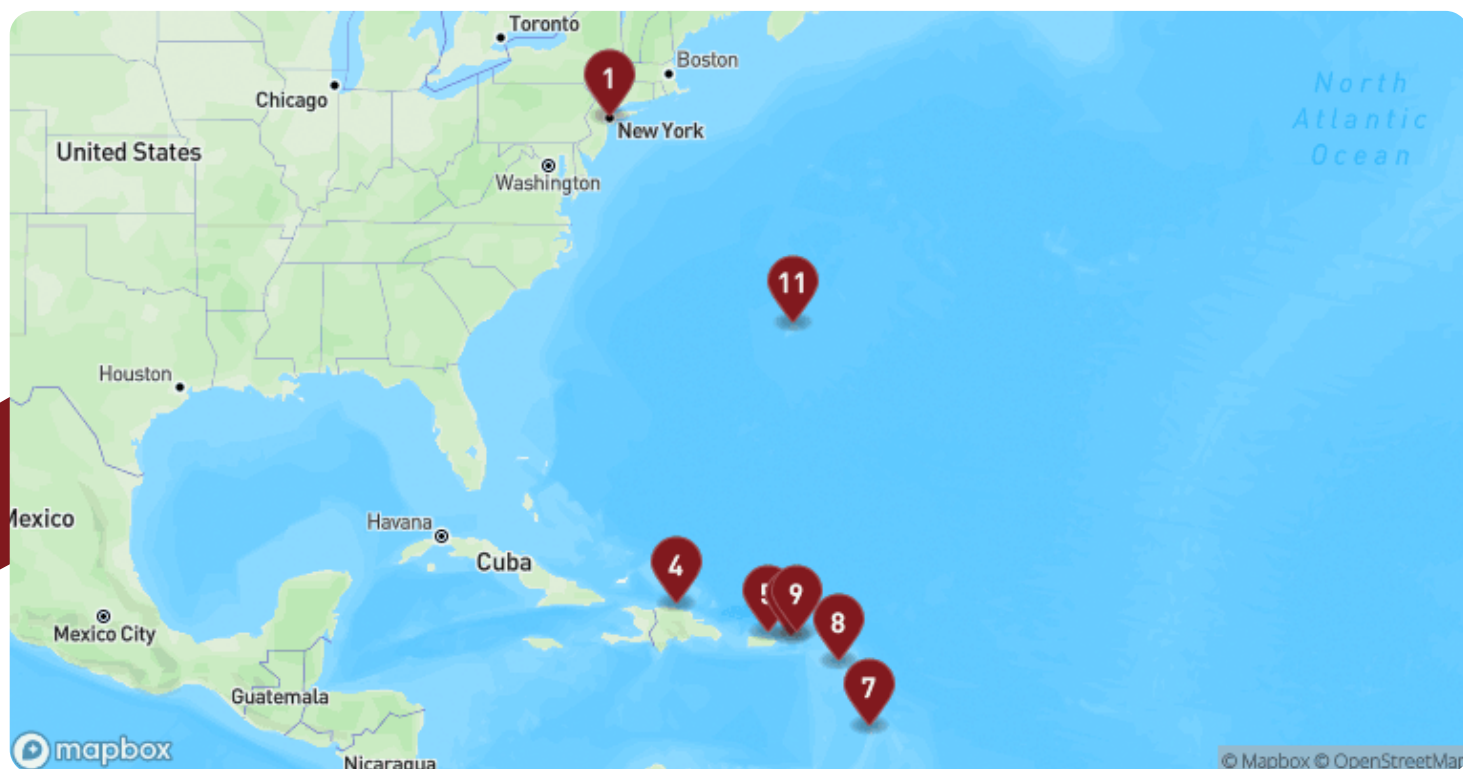 Toronto
Boston
1
Chicago
New York
United States
Washington
North
Atlantic
Ocean
11
Houston
Mexico
Havana
Cuba
4
5
9
8
Mexico City
7
Guatemala
mapbox
Nicaragua
© Mapbox © OpenStreetMap